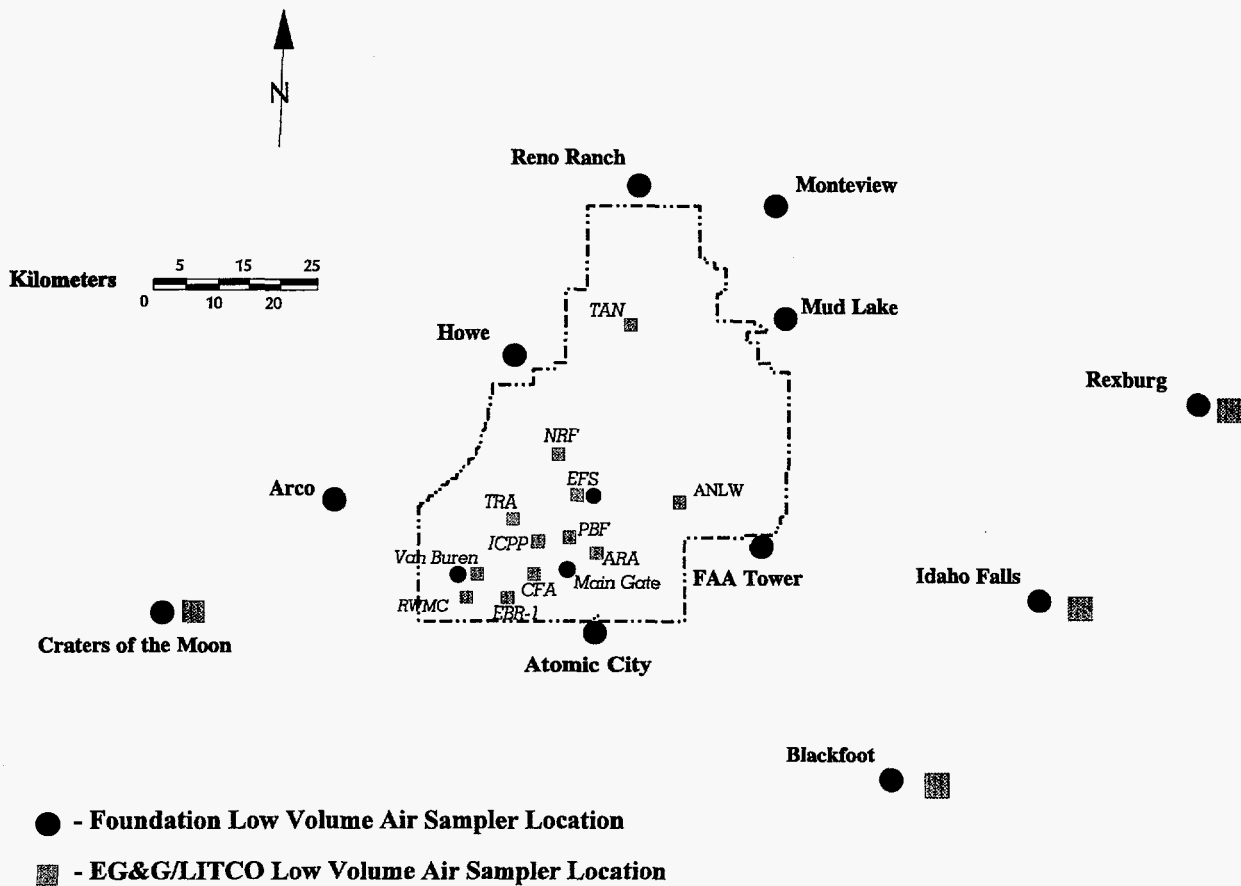 N
Reno Ranch
Monteview
5 15 25
Kilometers
0 10 20
TAN
Mud Lake
Howe
Rexburg
NRF
EFS
Arco
TRA
ANLW
PBF
ICPP
Van Buren
ARA
Main Gate
FAA Tower
Idaho Falls
CFA
RWMC
EBR-1
Craters of the Moon
Atomic City
Blackfoot
- Foundation Low Volume Air Sampler Location
- EG&G/LITCO Low Volume Air Sampler Location